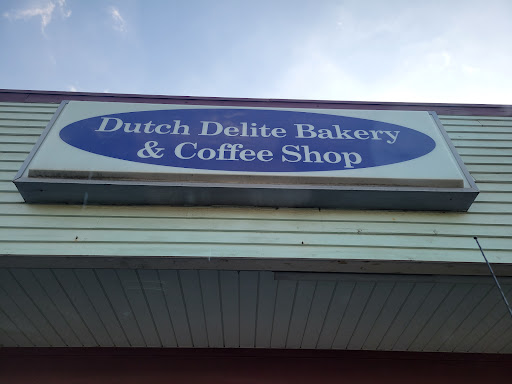 Dutch Delite Bakery
& Coffee Shop